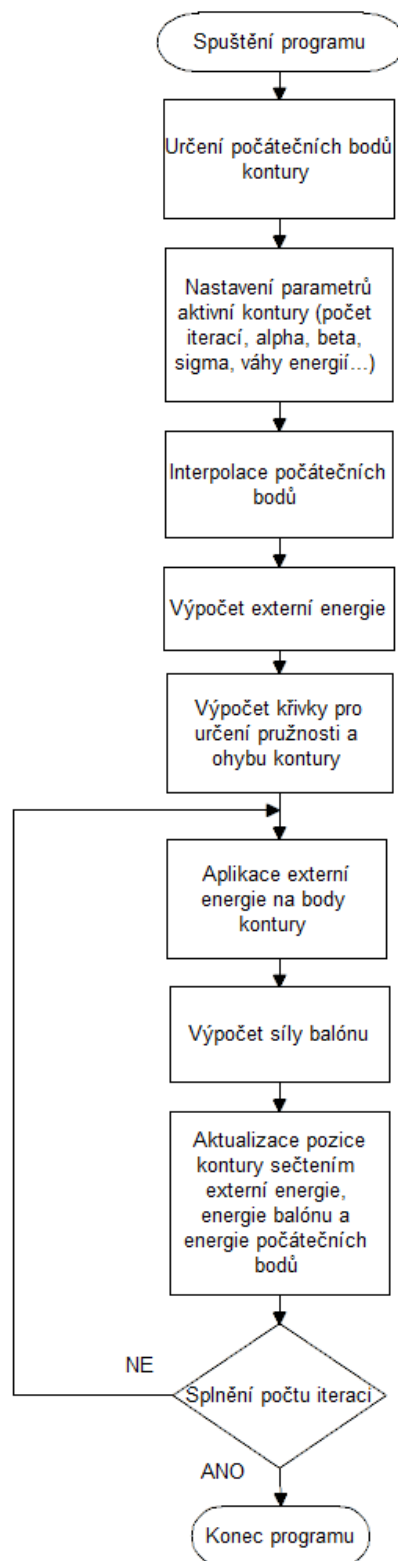 Spuštění programu
Určení počátečních bodů
kontury
Nastavení parametrů
aktivní kontury (počet
iterací, alpha, beta,
sigma, váhy energií...)
Interpolace počátečních
bodů
Výpočet externí energie
Výpočet křivky pro
určení pružnosti a
ohybu kontury
Aplikace externí
energie na body
kontury
Výpočet síly balónu
Aktualizace pozice
kontury sečtením
externí energie,
energie balónu a
energie počátečních
bodů
NE
Splnění počtu iteraci
ANO
Konec programu